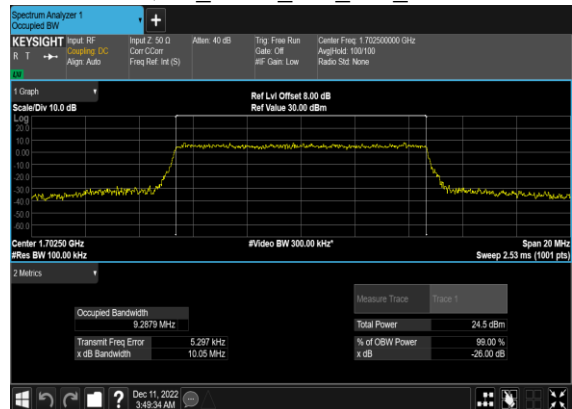 Spectrum Analyzer 1
Occupied BW
+
KEYSIGHT
R T
LW
Input: RF
Coupling: DC
Align: Auto
Input Z: 50 Ω
Corr CCorr
Freq Ref: Int (S)
Atten: 40 dB
Trig: Free Run
Gate: Off
#IF Gain: Low
Center Freq: 1.702500000 GHz
Avg|Hold: 100/100
Radio Std: None
1 Graph
Scale/Div 10.0 dB
Ref Lvl Offset 8.00 dB
Ref Value 30.00 dBm
Log
20.0
10.0
0.00
-10.0
-20.0
-30.0
-40.0
-50.0
-60.0
Center 1.70250 GHz
#Res BW 100.00 kHz
#Video BW 300.00 kHz*
Span 20 MHz
Sweep 2.53 ms (1001 pts)
2 Metrics
Measure Trace Trace 1
Occupied Bandwidth
9.2879 MHz
Total Power 24.5 dBm
Transmit Freq Error 5.297 kHz
% of OBW Power 99.00 %
x dB Bandwidth 10.05 MHz
x dB -26.00 dB
?
Dec 11, 2022
3:49:34 AM